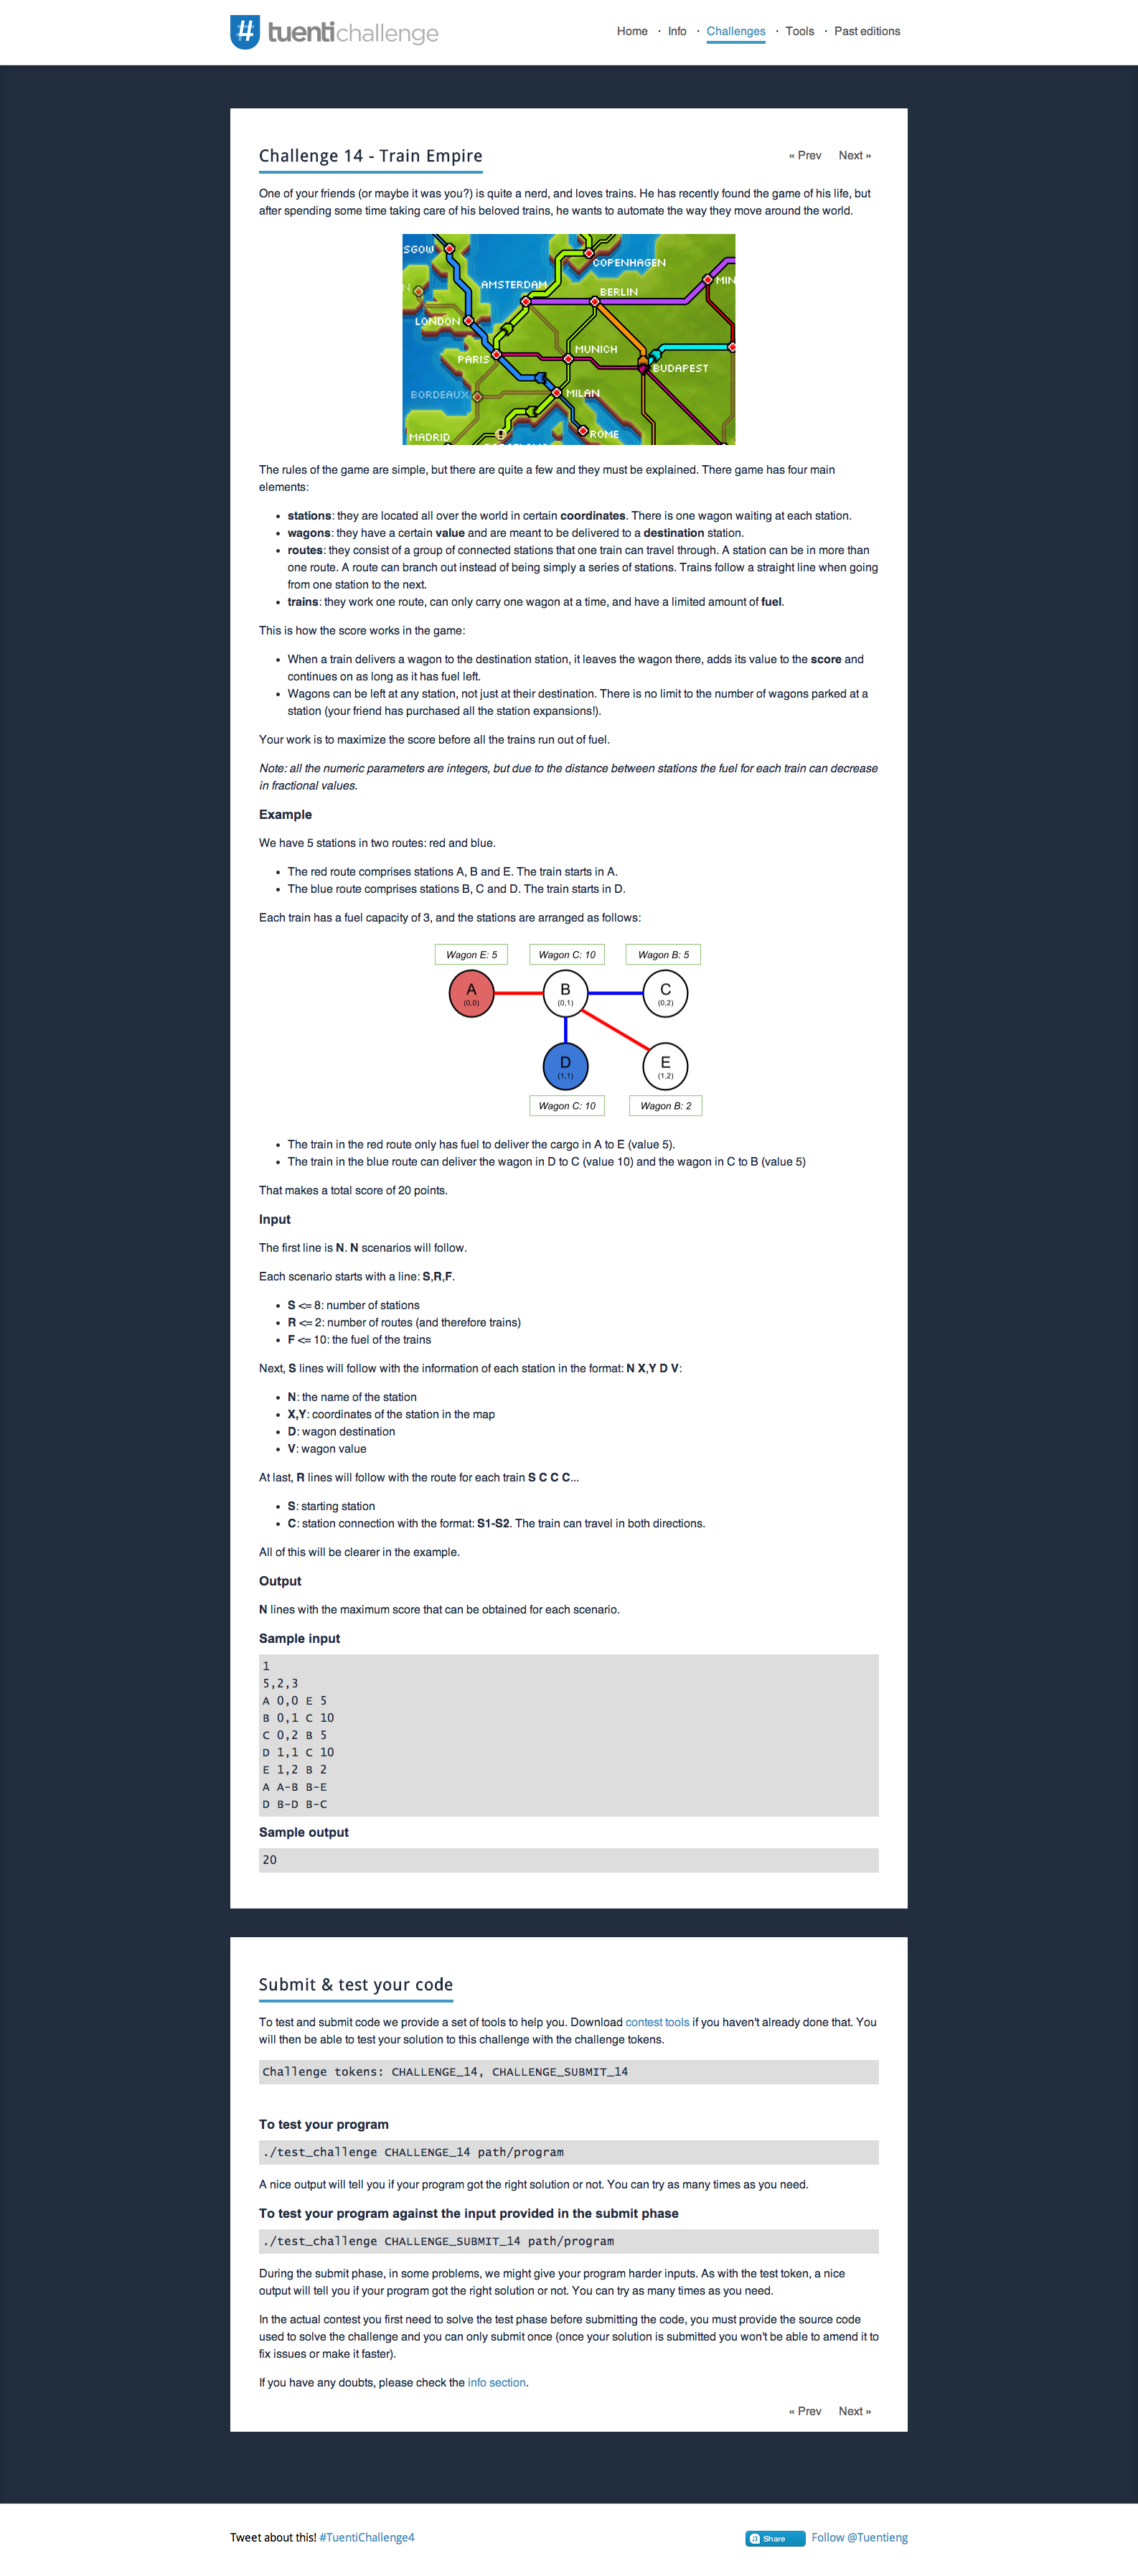 # tuenti challenge
Home · Info · Challenges · Tools · Past editions
Challenge 14 - Train Empire
« Prev Next »
One of your friends (or maybe it was you?) is quite a nerd, and loves trains. He has recently found the game of his life, but
after spending some time taking care of his beloved trains, he wants to automate the way they move around the world.
SGOW
COPENHAGEN
AMSTERDAM
MIN
N
BERLIN
LONDON
PARIS
MUNICH
BUDAPEST
BORDEAUX
MILAN
MADRID
ROME
The rules of the game are simple, but there are quite a few and they must be explained. There game has four main
elements:
• stations: they are located all over the world in certain coordinates. There is one wagon waiting at each station.
• wagons: they have a certain value and are meant to be delivered to a destination station.
• routes: they consist of a group of connected stations that one train can travel through. A station can be in more than
one route. A route can branch out instead of being simply a series of stations. Trains follow a straight line when going
from one station to the next.
• trains: they work one route, can only carry one wagon at a time, and have a limited amount of fuel.
This is how the score works in the game:
• When a train delivers a wagon to the destination station, it leaves the wagon there, adds its value to the score and
continues on as long as it has fuel left.
• Wagons can be left at any station, not just at their destination. There is no limit to the number of wagons parked at a
station (your friend has purchased all the station expansions!).
Your work is to maximize the score before all the trains run out of fuel.
Note: all the numeric parameters are integers, but due to the distance between stations the fuel for each train can decrease
in fractional values.
Example
We have 5 stations in two routes: red and blue.
• The red route comprises stations A, B and E. The train starts in A.
• The blue route comprises stations B, C and D. The train starts in D.
Each train has a fuel capacity of 3, and the stations are arranged as follows:
Wagon E: 5 Wagon C: 10 Wagon B: 5
A B C
(0,0) (0,1) (0,2)
D E
(1,1) (1,2)
Wagon C: 10 Wagon B: 2
• The train in the red route only has fuel to deliver the cargo in A to E (value 5).
• The train in the blue route can deliver the wagon in D to C (value 10) and the wagon in C to B (value 5)
That makes a total score of 20 points.
Input
The first line is N. N scenarios will follow.
Each scenario starts with a line: S,R,F.
• S <= 8: number of stations
• R <= 2: number of routes (and therefore trains)
• F <= 10: the fuel of the trains
Next, S lines will follow with the information of each station in the format: N X,Y D V:
• N: the name of the station
• X,Y: coordinates of the station in the map
• D: wagon destination
• V: wagon value
At last, R lines will follow with the route for each train S C C C...
• S: starting station
• C: station connection with the format: S1-S2. The train can travel in both directions.
All of this will be clearer in the example.
Output
N lines with the maximum score that can be obtained for each scenario.
Sample input
1
5,2,3
A 0,0 E 5
B 0,1 C 10
C 0,2 B 5
D 1,1 C 10
E 1,2 B 2
A A-B B-E
D B-D B-C
Sample output
20
Submit & test your code
To test and submit code we provide a set of tools to help you. Download contest tools if you haven't already done that. You
will then be able to test your solution to this challenge with the challenge tokens.
Challenge tokens: CHALLENGE_14, CHALLENGE_SUBMIT_14
To test your program
./test_challenge CHALLENGE_14 path/program
A nice output will tell you if your program got the right solution or not. You can try as many times as you need.
To test your program against the input provided in the submit phase
./test_challenge CHALLENGE_SUBMIT_14 path/program
During the submit phase, in some problems, we might give your program harder inputs. As with the test token, a nice
output will tell you if your program got the right solution or not. You can try as many times as you need.
In the actual contest you first need to solve the test phase before submitting the code, you must provide the source code
used to solve the challenge and you can only submit once (once your solution is submitted you won't be able to amend it to
fix issues or make it faster).
If you have any doubts, please check the info section.
« Prev Next »
Tweet about this! #TuentiChallenge4
Share Follow @Tuentieng